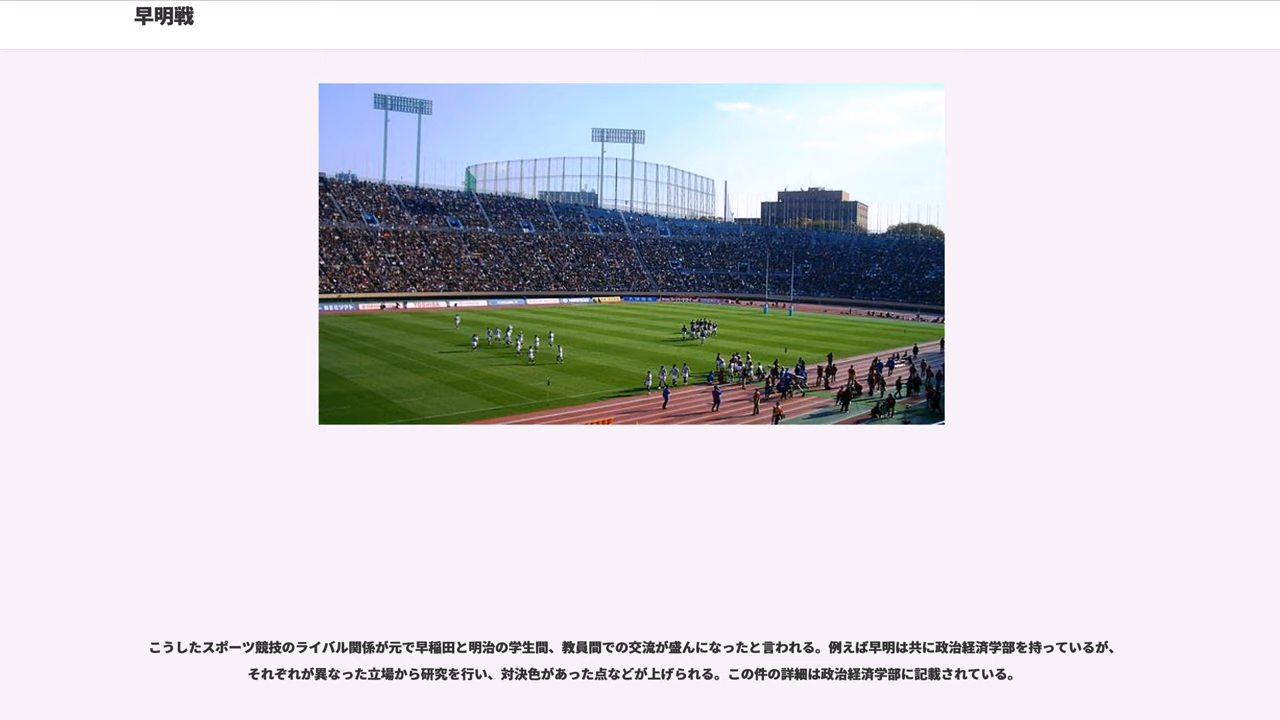 早明戦
こうしたスポーツ競技のライバル関係が元で早稲田と明治の学生間、教員間での交流が盛んになったと言われる。例えば早明は共に政治経済学部を持っているが、
それぞれが異なった立場から研究を行い、対決色があった点などが上げられる。この件の詳細は政治経済学部に記載されている。